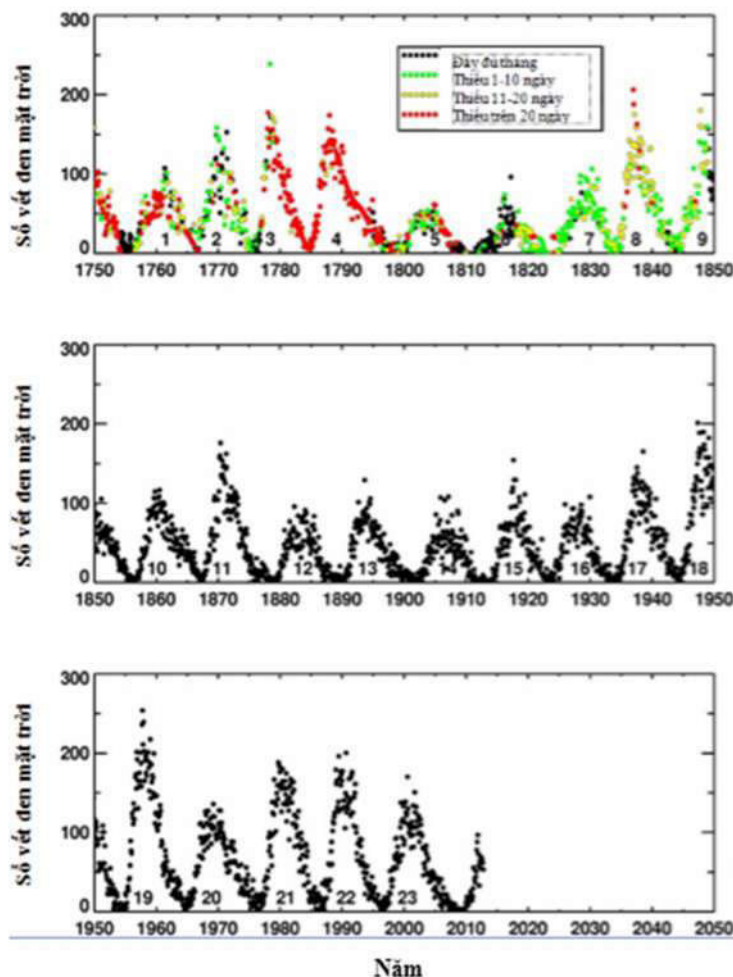 300
200
100
0
Số vết đen mặt trời
Đầy đủ tháng
Thiếu 1-10 ngày
Thiếu 11-20 ngày
Thiếu trên 20 ngày
1 2 3 4 5 6 7 8 9
1750 1760 1770 1780 1790 1800 1810 1820 1830 1840 1850
300
200
100
0
Số vết đen mặt trời
10 11 12 13 14 15 16 17 18
1850 1860 1870 1880 1890 1900 1910 1920 1930 1940 1950
300
200
100
0
Số vết đen mặt trời
19 20 21 22 23
1950 1960 1970 1980 1990 2000 2010 2020 2030 2040 2050
Năm